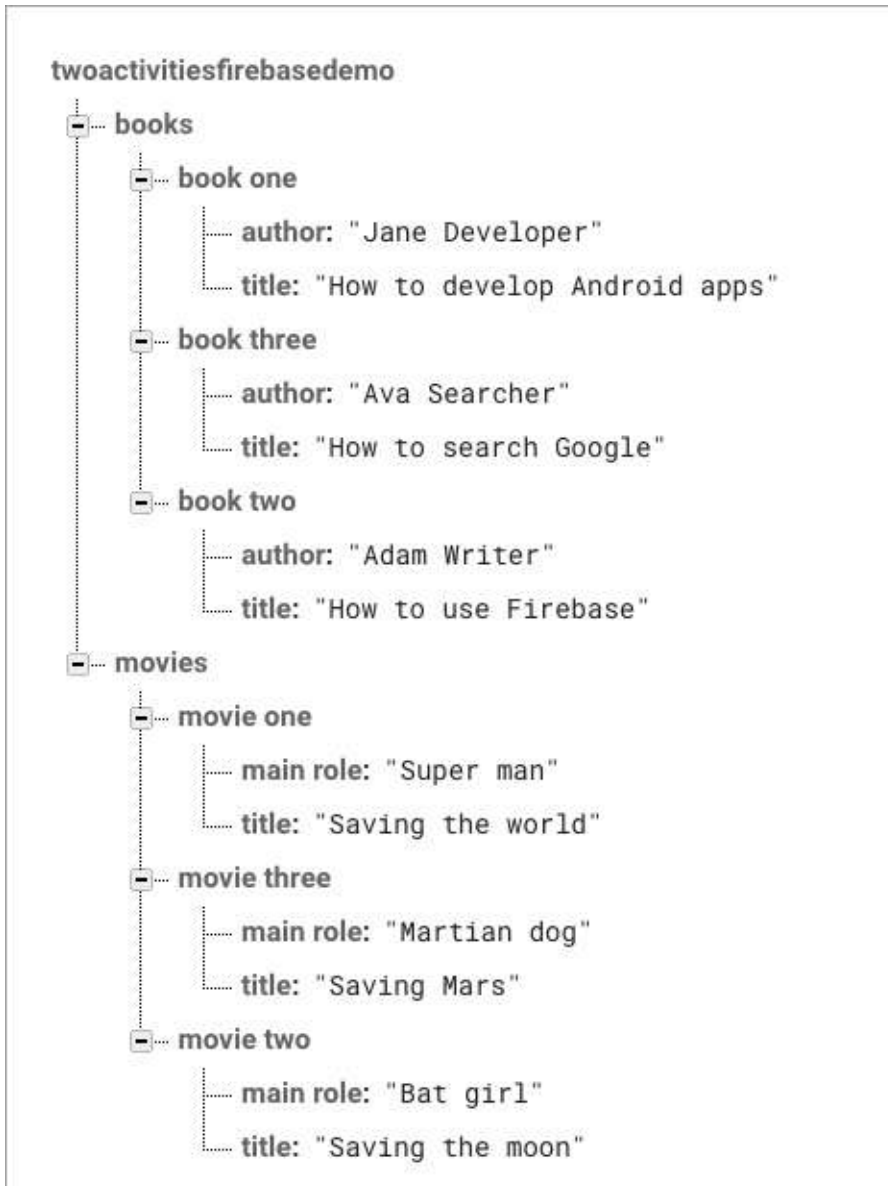 twoactivitiesfirebasedemo
books
book one
author: "Jane Developer"
title: "How to develop Android apps"
book three
author: "Ava Searcher"
title: "How to search Google"
book two
author: "Adam Writer"
title: "How to use Firebase"
movies
movie one
main role: "Super man"
title: "Saving the world"
movie three
main role: "Martian dog"
title: "Saving Mars"
movie two
main role: "Bat girl"
title: "Saving the moon"